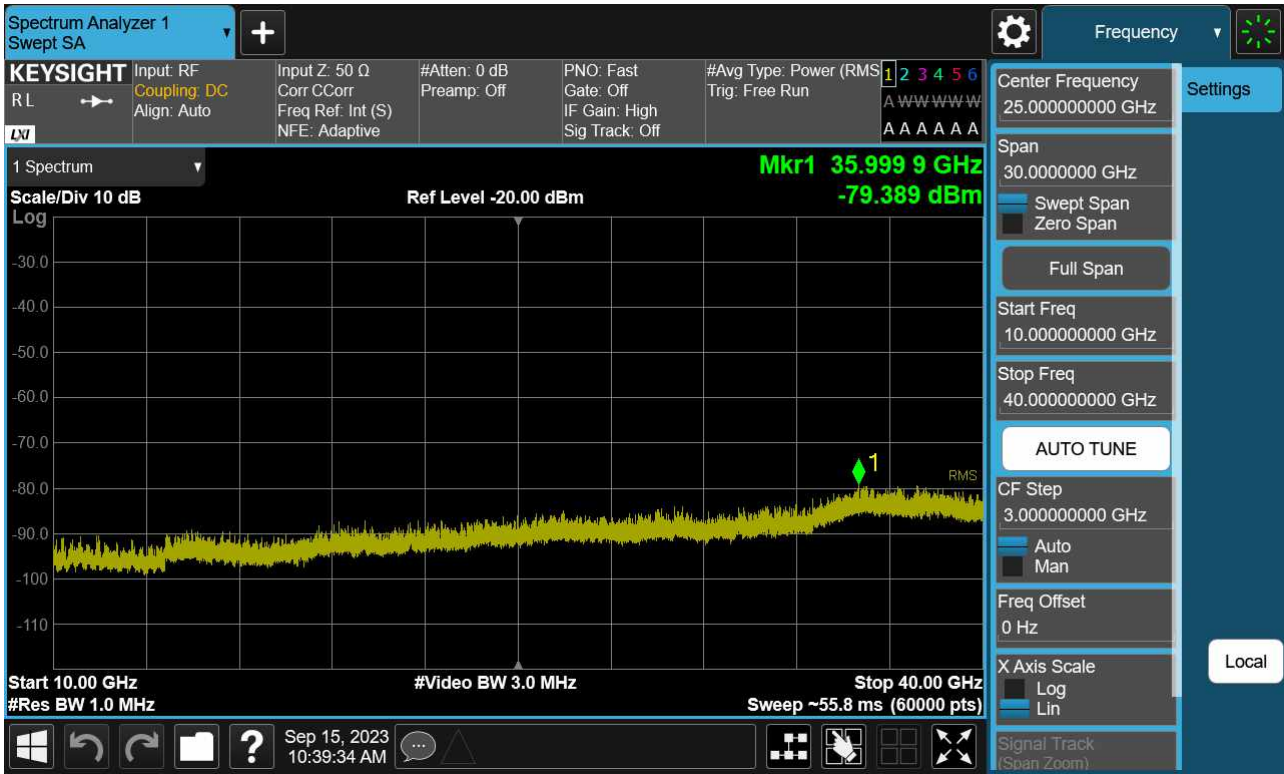 Spectrum Analyzer 1
Swept SA
Frequency
KEYSIGHT
R L
LXI
Input: RF
Coupling: DC
Align: Auto
Input Z: 50 Ω
Corr CCorr
Freq Ref: Int (S)
NFE: Adaptive
#Atten: 0 dB
Preamp: Off
PNO: Fast
Gate: Off
IF Gain: High
Sig Track: Off
#Avg Type: Power (RMS
Trig: Free Run
1 2 3 4 5 6
A W W W W W
A A A A A A
1 Spectrum
Scale/Div 10 dB
Log
Ref Level -20.00 dBm
Mkr1 35.999 9 GHz
-79.389 dBm
-30.0
-40.0
-50.0
-60.0
-70.0
-80.0
-90.0
-100
-110
1
RMS
Start 10.00 GHz
#Video BW 3.0 MHz
Stop 40.00 GHz
#Res BW 1.0 MHz
Sweep ~55.8 ms (60000 pts)
?
Sep 15, 2023
10:39:34 AM
Center Frequency
25.000000000 GHz
Span
30.0000000 GHz
Swept Span
Zero Span
Full Span
Start Freq
10.000000000 GHz
Stop Freq
40.000000000 GHz
AUTO TUNE
CF Step
3.000000000 GHz
Auto
Man
Freq Offset
0 Hz
X Axis Scale
Log
Lin
Signal Track
(Span Zoom)
Settings
Local